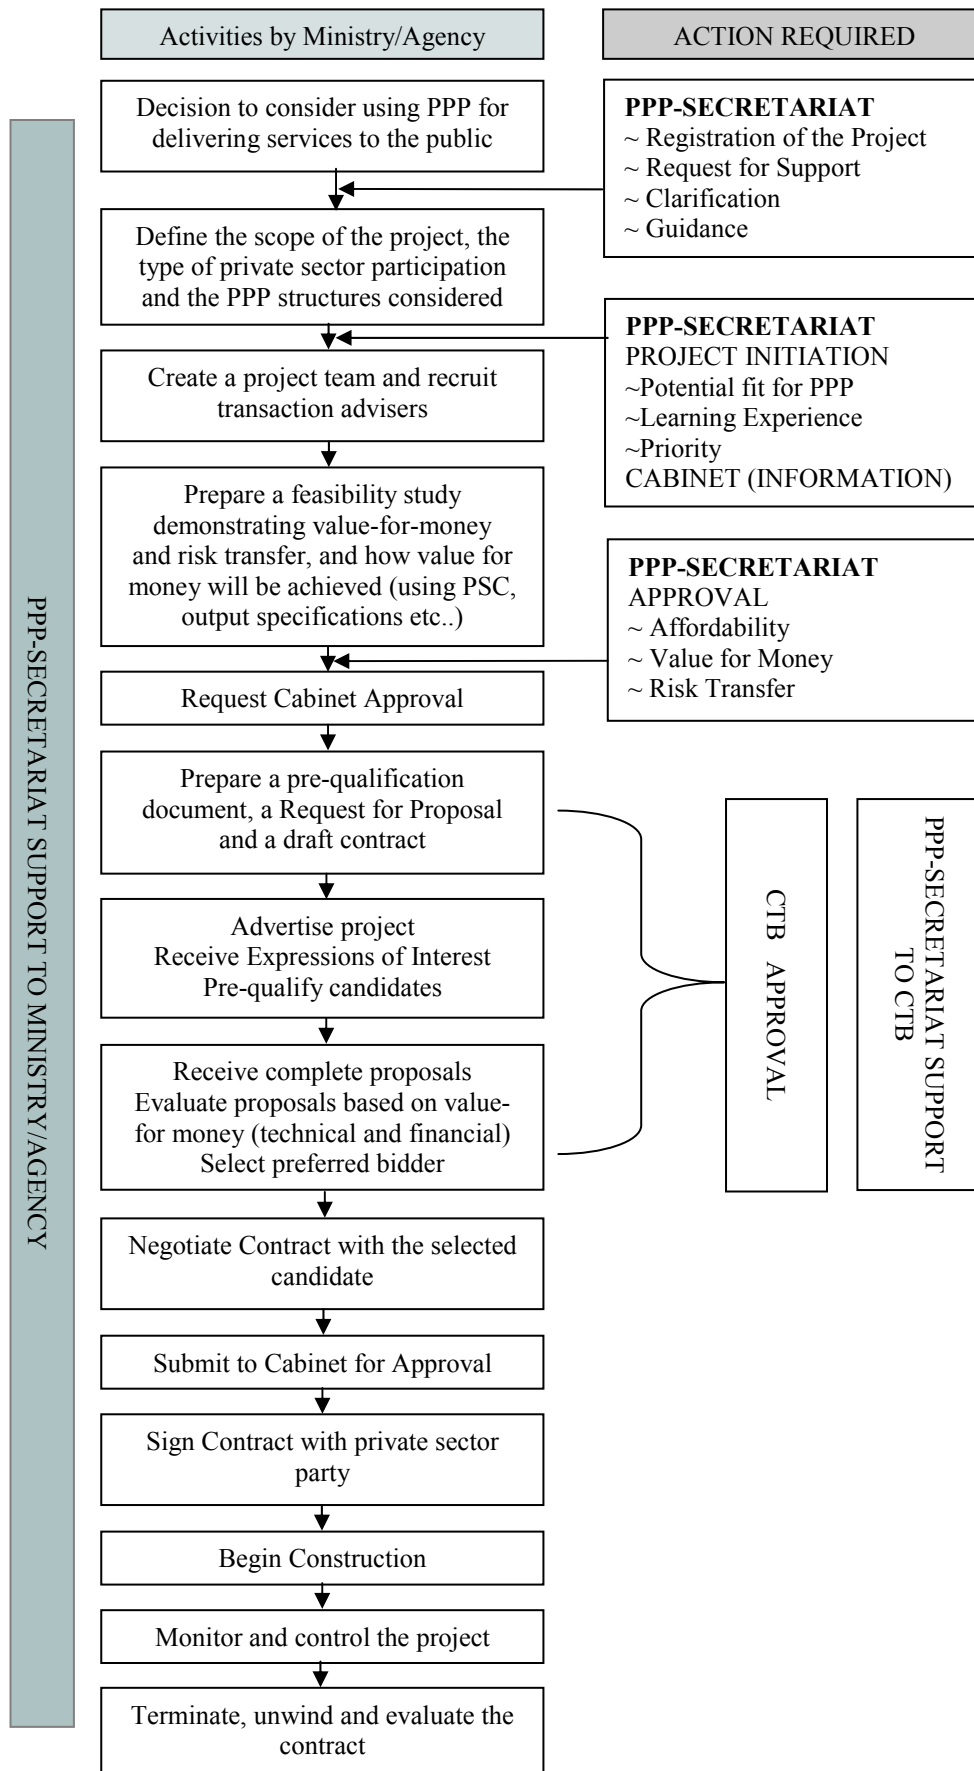 Activities by Ministry/Agency
ACTION REQUIRED
Decision to consider using PPP for
delivering services to the public
PPP-SECRETARIAT
~ Registration of the Project
~ Request for Support
~ Clarification
~ Guidance
Define the scope of the project, the
type of private sector participation
and the PPP structures considered
PPP-SECRETARIAT
PROJECT INITIATION
~Potential fit for PPP
~Learning Experience
~Priority
CABINET (INFORMATION)
Create a project team and recruit
transaction advisers
Prepare a feasibility study
demonstrating value-for-money
and risk transfer, and how value for
money will be achieved (using PSC,
output specifications etc..)
PPP-SECRETARIAT
APPROVAL
~ Affordability
~ Value for Money
~ Risk Transfer
Request Cabinet Approval
Prepare a pre-qualification
document, a Request for Proposal
and a draft contract
Advertise project
Receive Expressions of Interest
Pre-qualify candidates
Receive complete proposals
Evaluate proposals based on value-
for money (technical and financial)
Select preferred bidder
CTB APPROVAL
PPP-SECRETARIAT SUPPORT
TO CTB
Negotiate Contract with the selected
candidate
Submit to Cabinet for Approval
Sign Contract with private sector
party
Begin Construction
Monitor and control the project
Terminate, unwind and evaluate the
contract
PPP-SECRETARIAT SUPPORT TO MINISTRY/AGENCY